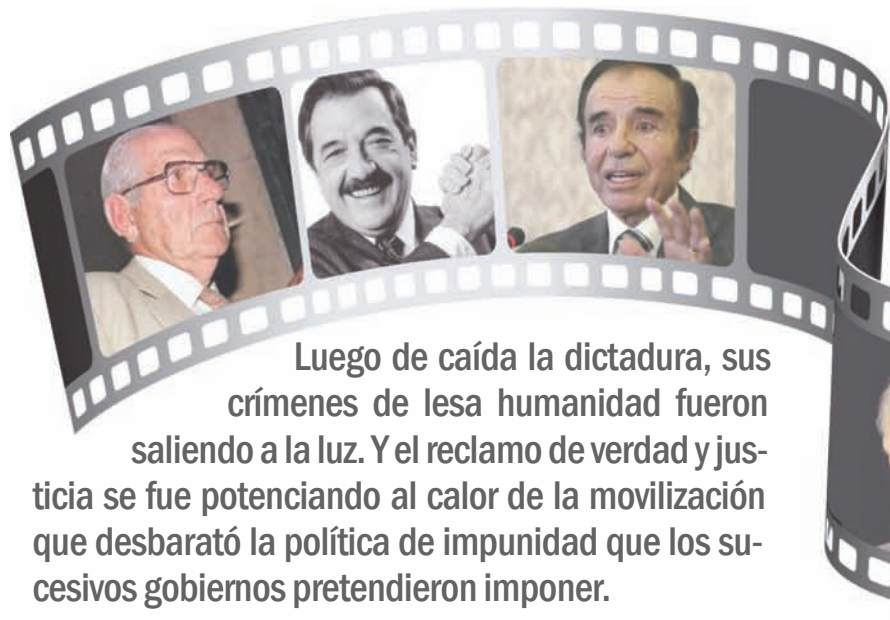 Luego de caída la dictadura, sus
crímenes de lesa humanidad fueron
saliendo a la luz. Y el reclamo de verdad y jus-
ticia se fue potenciando al calor de la movilización
que desbarató la política de impunidad que los su-
cesivos gobiernos pretendieron imponer.